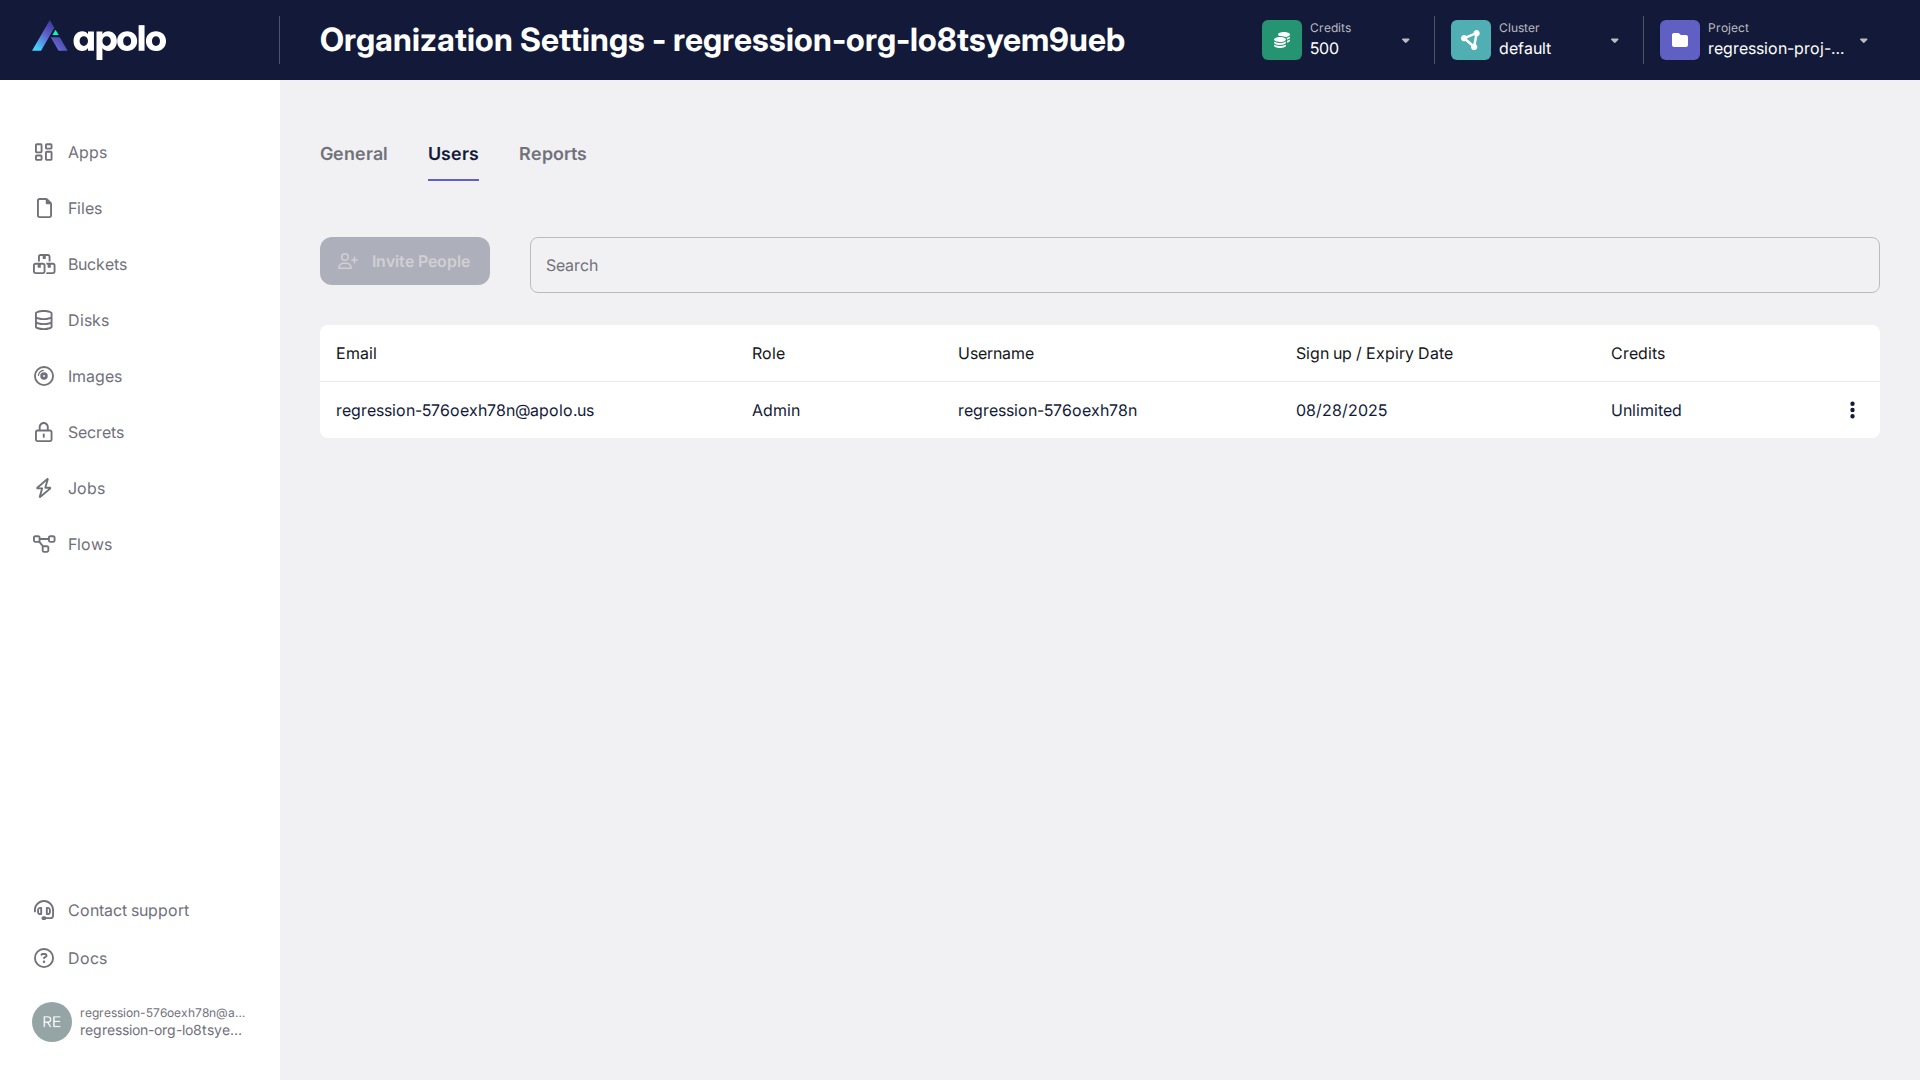 apolo
Organization Settings - regression-org-lo8tsyem9ueb
Credits
500
Cluster
default
Project
regression-proj-...
Apps
Files
Buckets
Disks
Images
Secrets
Jobs
Flows
Contact support
Docs
RE
regression-576oexh78n@a...
regression-org-lo8tsye...
General
Users
Reports
Invite People
Search
Email
Role
Username
Sign up / Expiry Date
Credits
regression-576oexh78n@apolo.us
Admin
regression-576oexh78n
08/28/2025
Unlimited